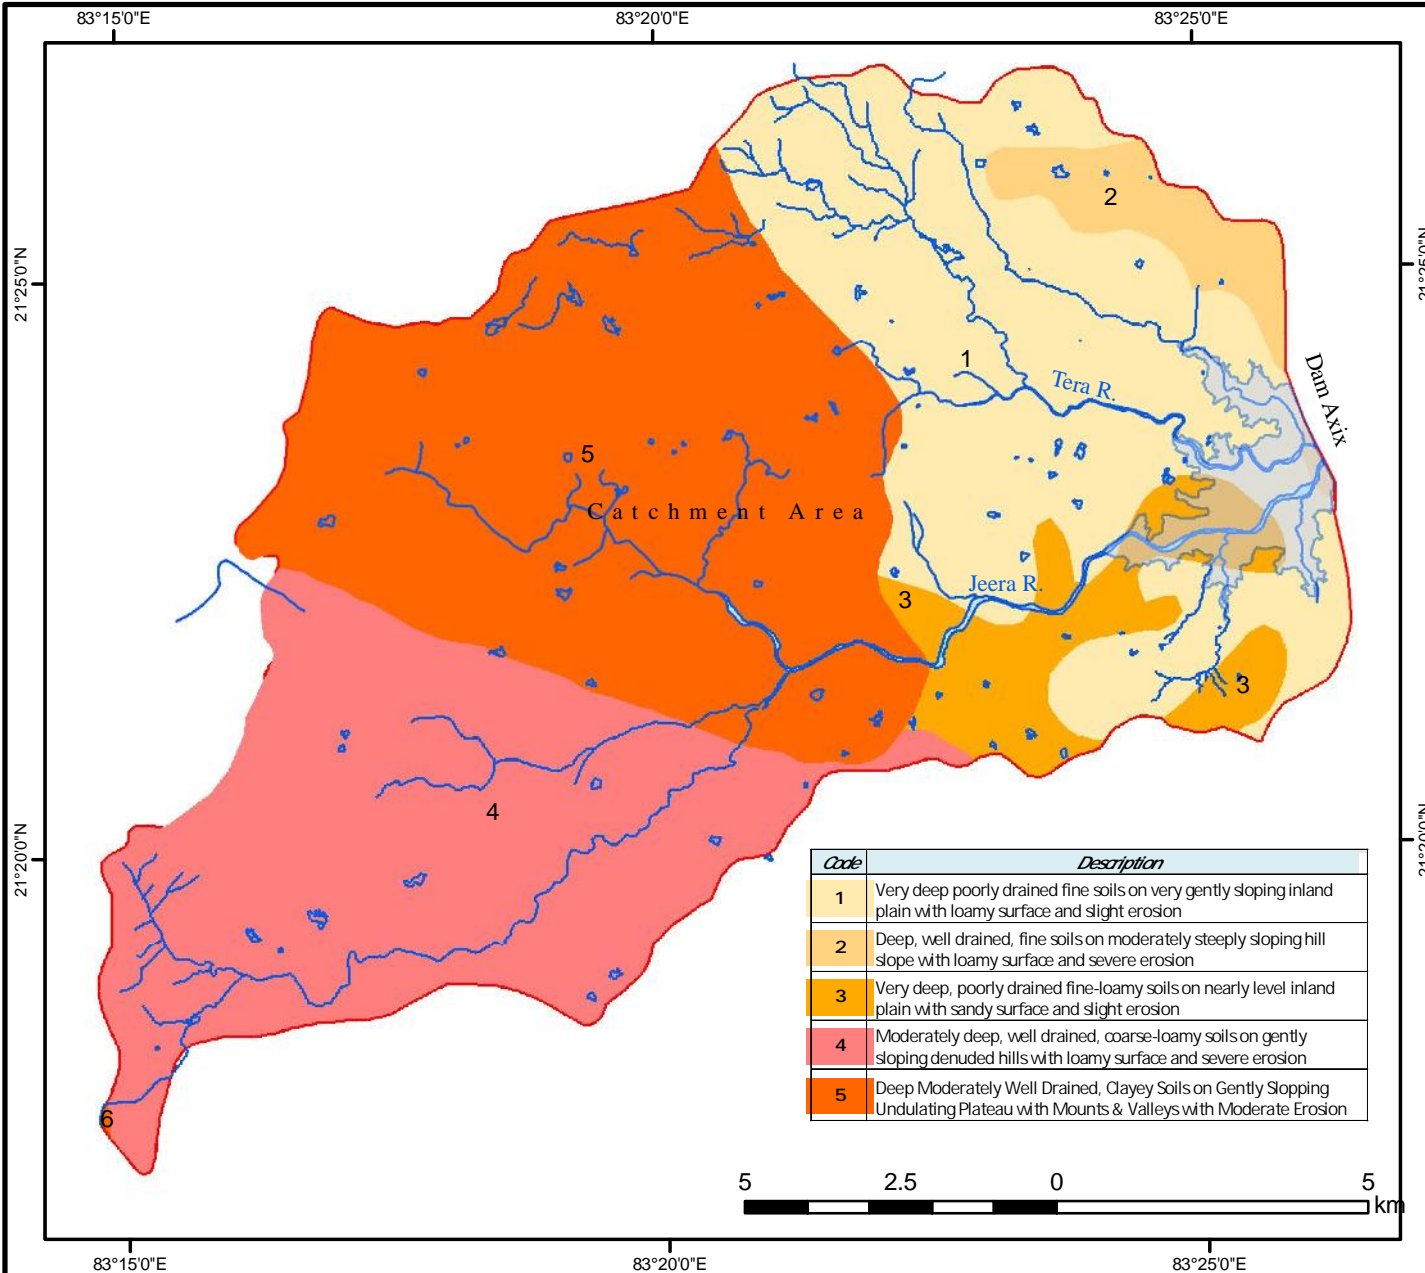 83°15'0"E 83°20'0"E 83°25'0"E
21°25'0"N
21°25'0"N
2
1
Tera R.
Dam Axix
5
Catchment Area
Jeera R.
3
3
4
21°20'0"N
21°20'0"N
6
Code Description
1 Very deep poorly drained fine soils on very gently sloping inland
plain with loamy surface and slight erosion
2 Deep, well drained, fine soils on moderately steeply sloping hill
slope with loamy surface and severe erosion
3 Very deep, poorly drained fine-loamy soils on nearly level inland
plain with sandy surface and slight erosion
4 Moderately deep, well drained, coarse-loamy soils on gently
sloping denuded hills with loamy surface and severe erosion
5 Deep Moderately Well Drained, Clayey Soils on Gently Slopping
Undulating Plateau with Mounts & Valleys with Moderate Erosion
5 2.5 0 5
km
83°15'0"E 83°20'0"E 83°25'0"E